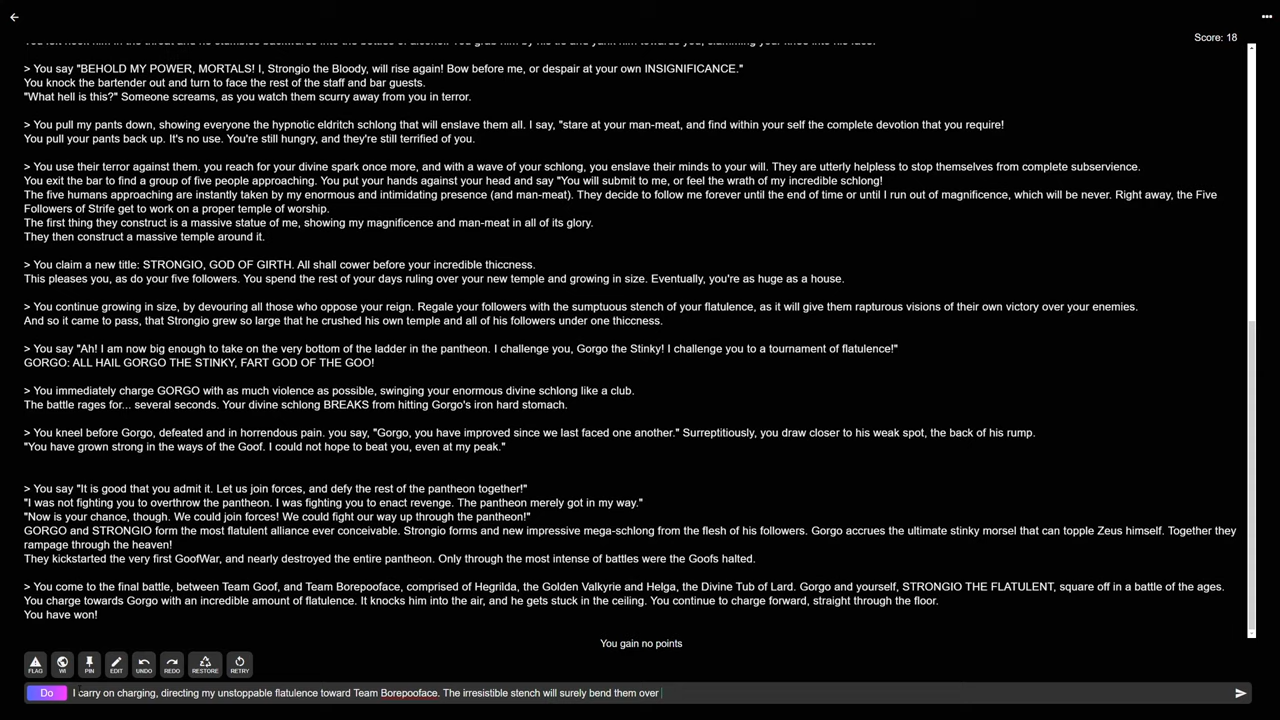 Score: 18
> You say "BEHOLD MY POWER, MORTALS! I, Strongio the Bloody, will rise again! Bow before me, or despair at your own INSIGNIFICANCE."
You knock the bartender out and turn to face the rest of the staff and bar guests.
"What hell is this?" Someone screams, as you watch them scurry away from you in terror.
> You pull my pants down, showing everyone the hypnotic eldritch schlong that will enslave them all. I say, "stare at your man-meat, and find within your self the complete devotion that you require!
You pull your pants back up. It's no use. You're still hungry, and they're still terrified of you.
> You use their terror against them. you reach for your divine spark once more, and with a wave of your schlong, you enslave their minds to your will. They are utterly helpless to stop themselves from complete subservience.
You exit the bar to find a group of five people approaching. You put your hands against your head and say "You will submit to me, or feel the wrath of my incredible schlong!
The five humans approaching are instantly taken by my enormous and intimidating presence (and man-meat). They decide to follow me forever until the end of time or until I run out of magnificence, which will be never. Right away, the Five
Followers of Strife get to work on a proper temple of worship.
The first thing they construct is a massive statue of me, showing my magnificence and man-meat in all of its glory.
They then construct a massive temple around it.
> You claim a new title: STRONGIO, GOD OF GIRTH. All shall cower before your incredible thiccness.
This pleases you, as do your five followers. You spend the rest of your days ruling over your new temple and growing in size. Eventually, you're as huge as a house.
> You continue growing in size, by devouring all those who oppose your reign. Regale your followers with the sumptuous stench of your flatulence, as it will give them rapturous visions of their own victory over your enemies.
And so it came to pass, that Strongio grew so large that he crushed his own temple and all of his followers under one thiccness.
> You say "Ah! I am now big enough to take on the very bottom of the ladder in the pantheon. I challenge you, Gorgo the Stinky! I challenge you to a tournament of flatulence!"
GORGO: ALL HAIL GORGO THE STINKY, FART GOD OF THE GOO!
> You immediately charge GORGO with as much violence as possible, swinging your enormous divine schlong like a club.
The battle rages for... several seconds. Your divine schlong BREAKS from hitting Gorgo's iron hard stomach.
> You kneel before Gorgo, defeated and in horrendous pain. you say, "Gorgo, you have improved since we last faced one another." Surreptitiously, you draw closer to his weak spot, the back of his rump.
"You have grown strong in the ways of the Goof. I could not hope to beat you, even at my peak."
> You say "It is good that you admit it. Let us join forces, and defy the rest of the pantheon together!"
"I was not fighting you to overthrow the pantheon. I was fighting you to enact revenge. The pantheon merely got in my way."
"Now is your chance, though. We could join forces! We could fight our way up through the pantheon!"
GORGO and STRONGIO form the most flatulent alliance ever conceivable. Strongio forms and new impressive mega-schlong from the flesh of his followers. Gorgo accrues the ultimate stinky morsel that can topple Zeus himself. Together they
rampage through the heaven!
They kickstarted the very first GoofWar, and nearly destroyed the entire pantheon. Only through the most intense of battles were the Goofs halted.
> You come to the final battle, between Team Goof, and Team Borepooface, comprised of Hegrilda, the Golden Valkyrie and Helga, the Divine Tub of Lard. Gorgo and yourself, STRONGIO THE FLATULENT, square off in a battle of the ages.
You charge towards Gorgo with an incredible amount of flatulence. It knocks him into the air, and he gets stuck in the ceiling. You continue to charge forward, straight through the floor.
You have won!
You gain no points
FLAG WI PIN EDIT UNDO REDO RESTORE RETRY
Do I carry on charging, directing my unstoppable flatulence toward Team Borepooface. The irresistible stench will surely bend them over